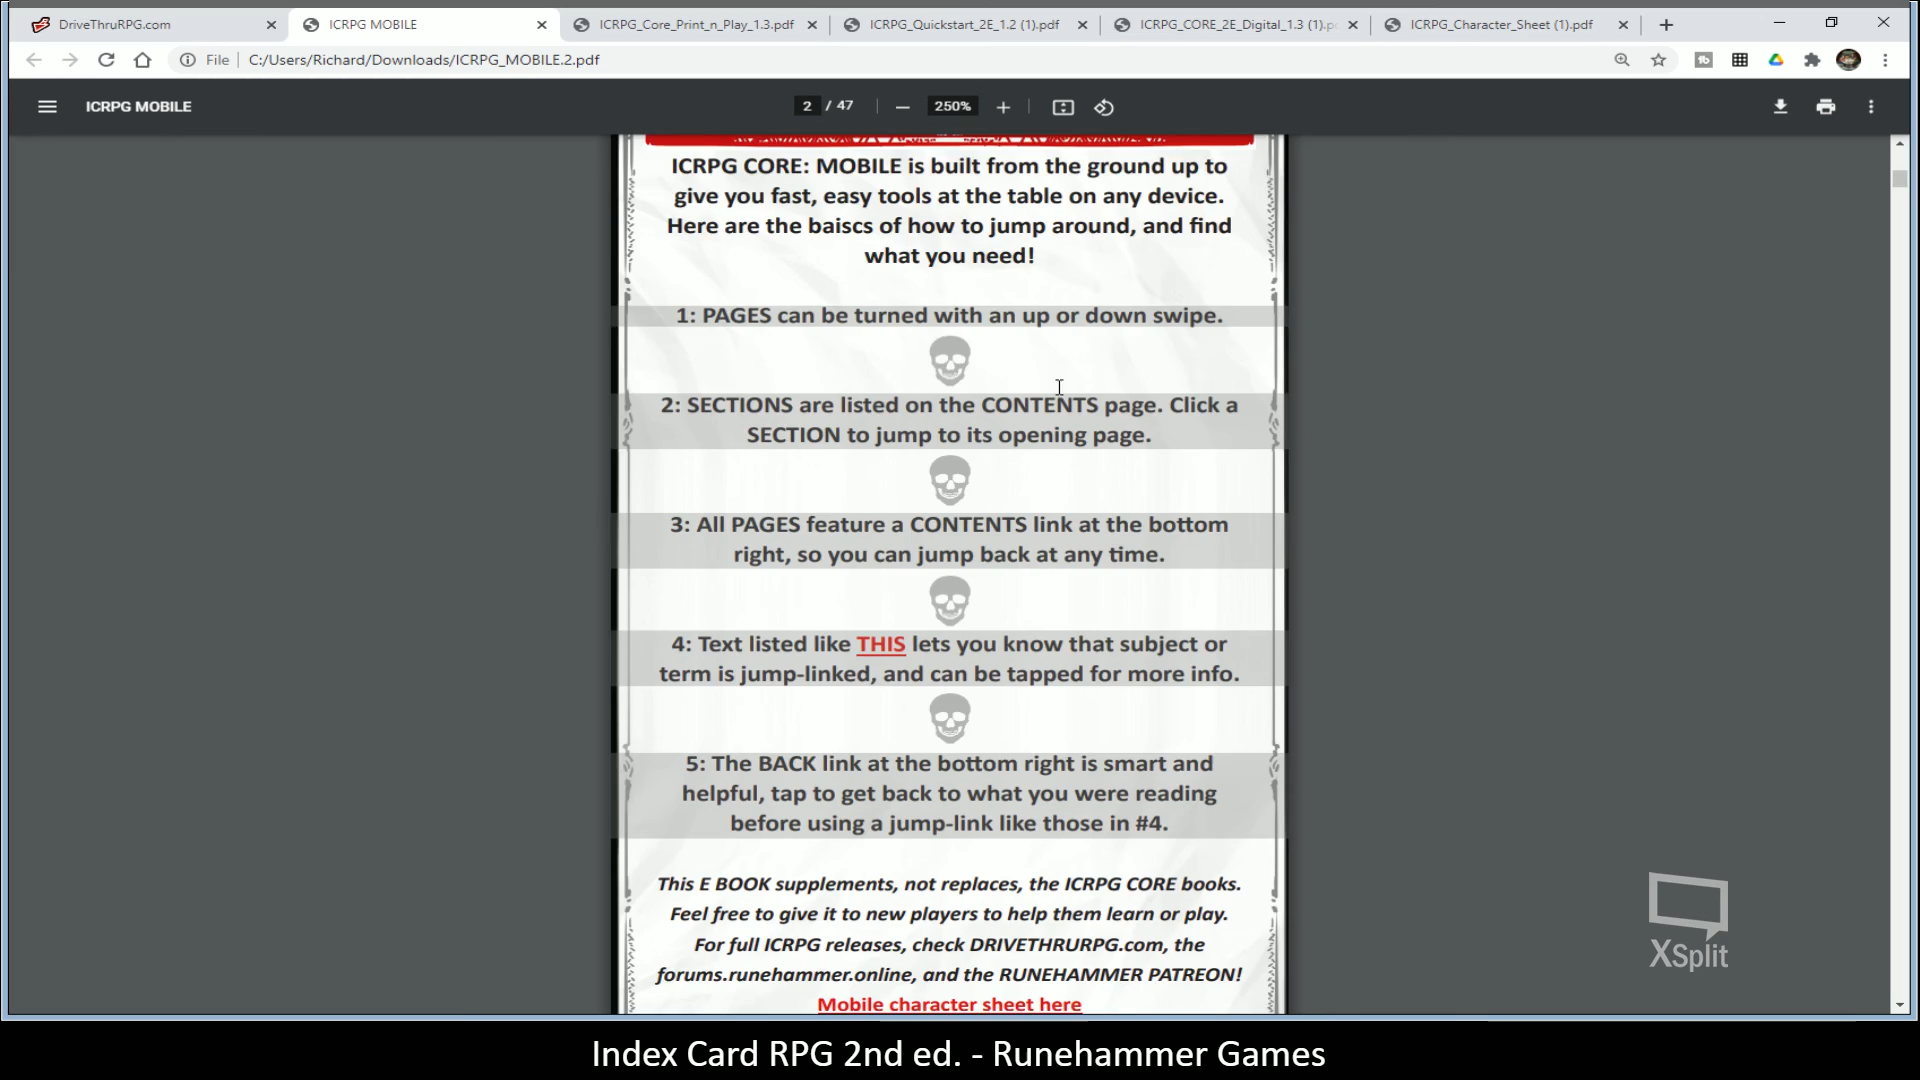 DriveThruRPG.com
ICRPG MOBILE
ICRPG_Core_Print_n_Play_1.3.pdf
ICRPG_Quickstart_2E_1.2 (1).pdf
ICRPG_CORE_2E_Digital_1.3 (1).pc
ICRPG_Character_Sheet (1).pdf
File C:/Users/Richard/Downloads/ICRPG_MOBILE.2.pdf
ICRPG MOBILE
2 / 47
250%
ICRPG CORE: MOBILE is built from the ground up to
give you fast, easy tools at the table on any device.
Here are the baiscs of how to jump around, and find
what you need!
1: PAGES can be turned with an up or down swipe.
2: SECTIONS are listed on the CONTENTS page. Click a
SECTION to jump to its opening page.
3: All PAGES feature a CONTENTS link at the bottom
right, so you can jump back at any time.
4: Text listed like THIS lets you know that subject or
term is jump-linked, and can be tapped for more info.
5: The BACK link at the bottom right is smart and
helpful, tap to get back to what you were reading
before using a jump-link like those in #4.
This E BOOK supplements, not replaces, the ICRPG CORE books.
Feel free to give it to new players to help them learn or play.
For full ICRPG releases, check DRIVETHRURPG.com, the
forums.runehammer.online, and the RUNEHAMMER PATREON!
Mobile character sheet here
XSplit
Index Card RPG 2nd ed. - Runehammer Games